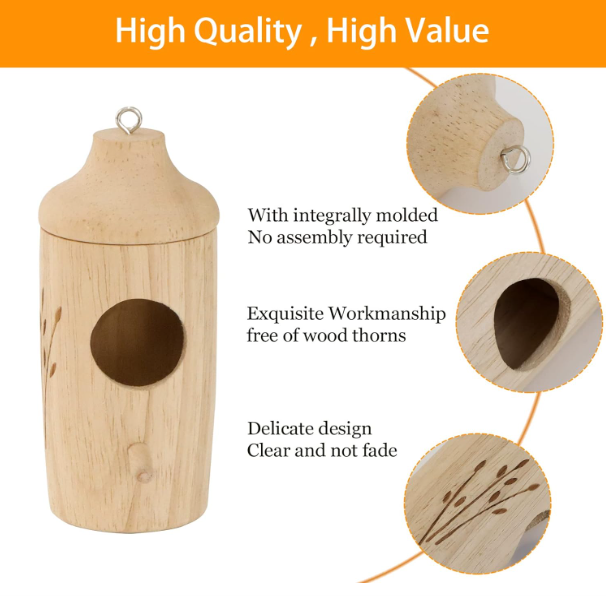 High Quality , High Value
With integrally molded
No assembly required
Exquisite Workmanship
free of wood thorns
Delicate design
Clear and not fade